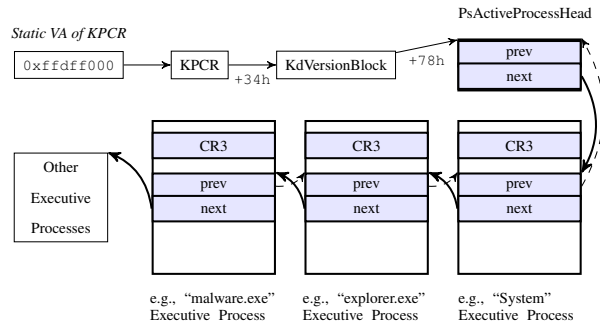 PsActiveProcessHead
Static VA of KPCR
prev
0xffdff000
KPCR
KdVersionBlock
+34h
+78h
next
CR3
CR3
CR3
Other
Executive
Processes
prev
prev
prev
next
next
next
e.g., “malware.exe”
Executive Process
e.g., “explorer.exe”
Executive Process
e.g., “System”
Executive Process